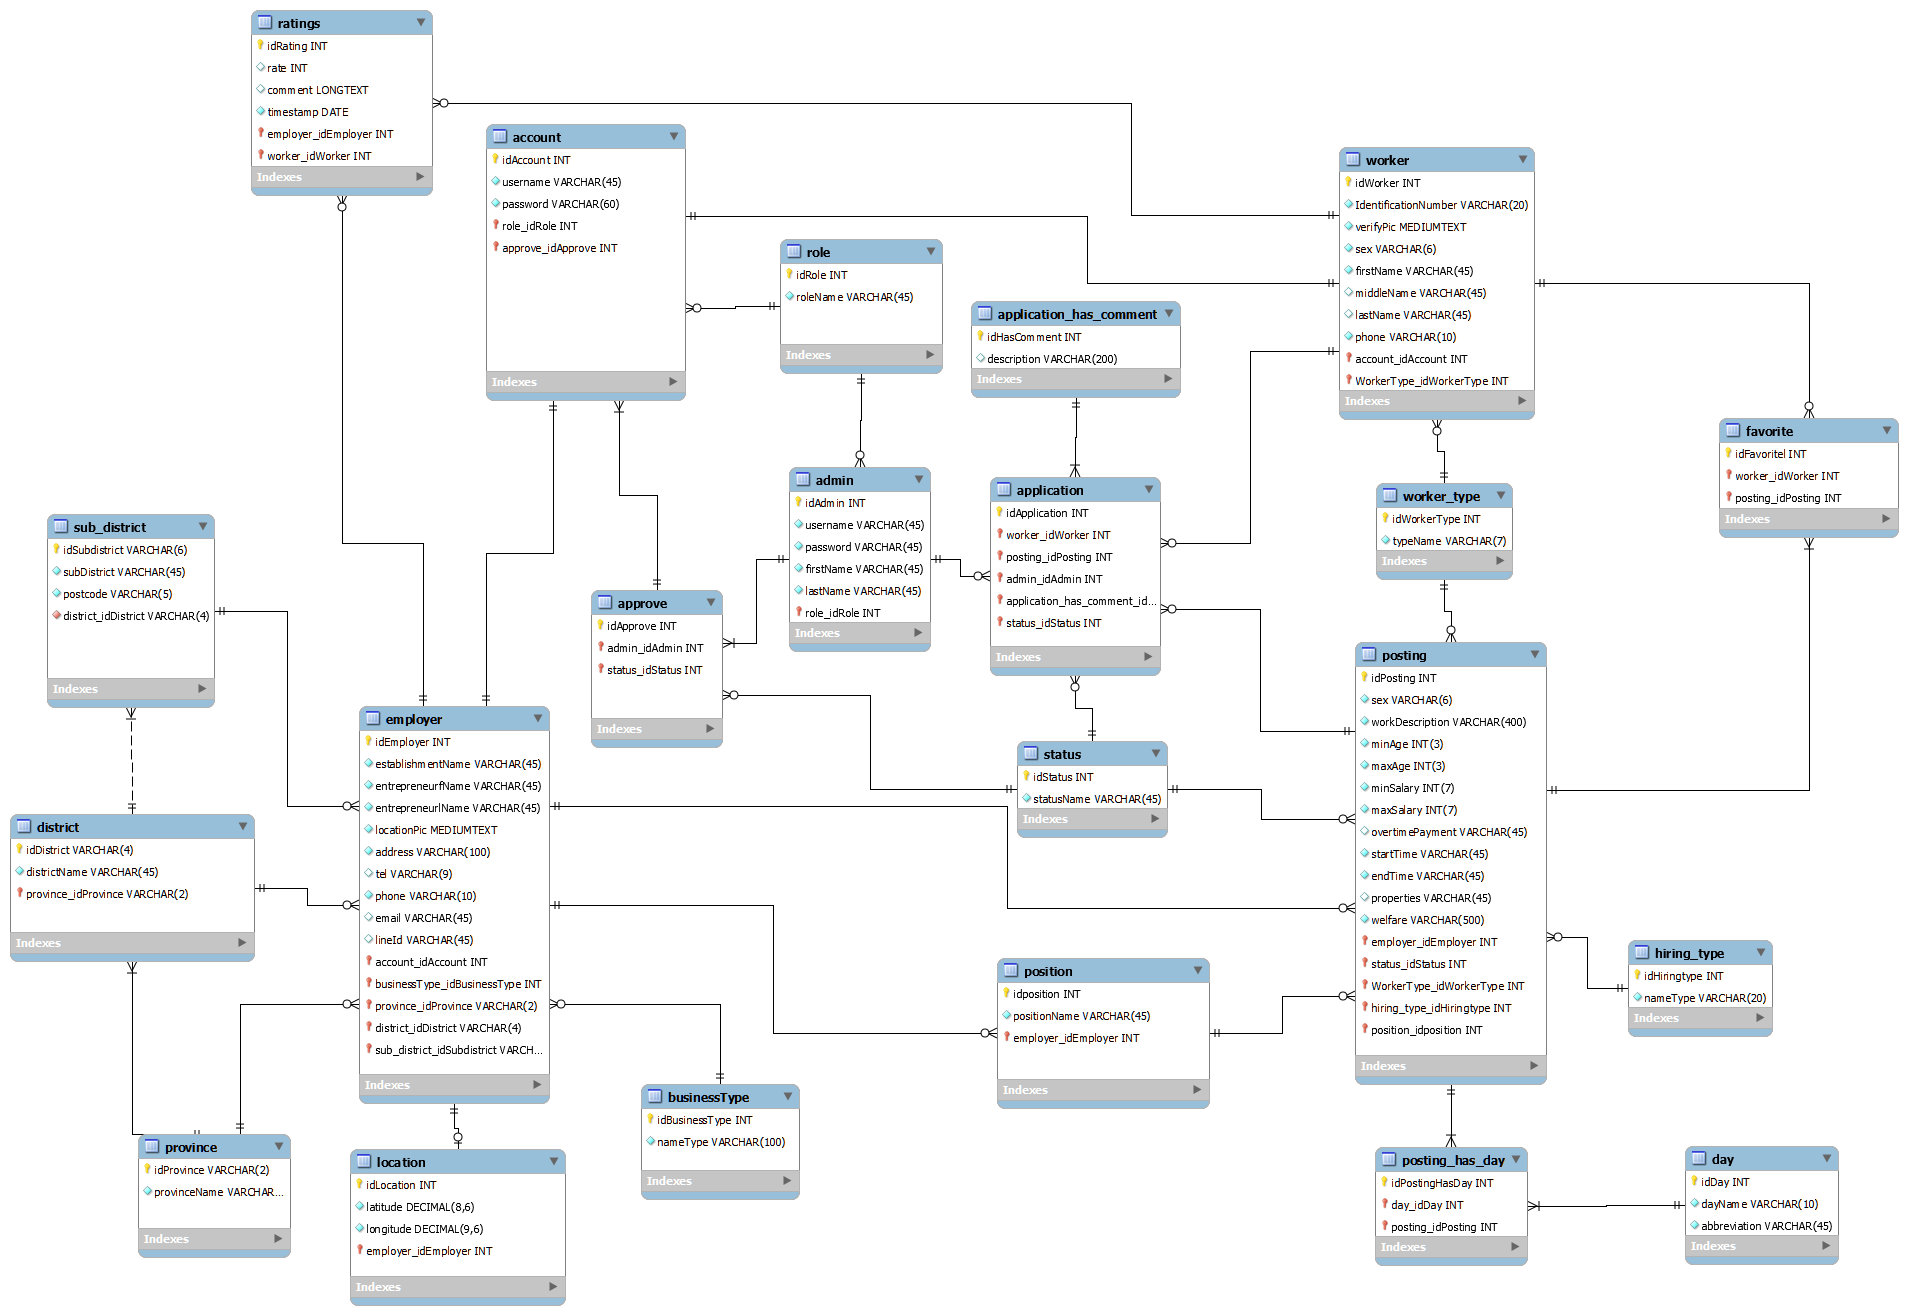 ratings
idRating INT
rate INT
comment LONGTEXT
timestamp DATE
employer_idEmployer INT
worker_idWorker INT
Indexes
account
idAccount INT
username VARCHAR(45)
password VARCHAR(60)
role_idRole INT
approve_idApprove INT
Indexes
role
idRole INT
roleName VARCHAR(45)
Indexes
application_has_comment
idHasComment INT
description VARCHAR(200)
Indexes
worker
idWorker INT
IdentificationNumber VARCHAR(20)
verifyPic MEDIUMTEXT
sex VARCHAR(6)
firstName VARCHAR(45)
middleName VARCHAR(45)
lastName VARCHAR(45)
phone VARCHAR(10)
account_idAccount INT
WorkerType_idWorkerType INT
Indexes
favorite
idFavoritel INT
worker_idWorker INT
posting_idPosting INT
Indexes
worker_type
idWorkerType INT
typeName VARCHAR(7)
Indexes
admin
idAdmin INT
username VARCHAR(45)
password VARCHAR(45)
firstName VARCHAR(45)
lastName VARCHAR(45)
role_idRole INT
Indexes
application
idApplication INT
worker_idWorker INT
posting_idPosting INT
admin_idAdmin INT
application_has_comment_id...
status_idStatus INT
Indexes
sub_district
idSubdistrict VARCHAR(6)
subDistrict VARCHAR(45)
postcode VARCHAR(5)
district_idDistrict VARCHAR(4)
Indexes
approve
idApprove INT
admin_idAdmin INT
status_idStatus INT
Indexes
posting
idPosting INT
sex VARCHAR(6)
workDescription VARCHAR(400)
minAge INT(3)
maxAge INT(3)
minSalary INT(7)
maxSalary INT(7)
overtimePayment VARCHAR(45)
startTime VARCHAR(45)
endTime VARCHAR(45)
properties VARCHAR(45)
welfare VARCHAR(500)
employer_idEmployer INT
status_idStatus INT
WorkerType_idWorkerType INT
hiring_type_idHiringtype INT
position_idposition INT
Indexes
employer
idEmployer INT
establishmentName VARCHAR(45)
entrepreneurfName VARCHAR(45)
entrepreneurlName VARCHAR(45)
locationPic MEDIUMTEXT
address VARCHAR(100)
tel VARCHAR(9)
phone VARCHAR(10)
email VARCHAR(45)
lineId VARCHAR(45)
account_idAccount INT
businessType_idBusinessType INT
province_idProvince VARCHAR(2)
district_idDistrict VARCHAR(4)
sub_district_idSubdistrict VARCH...
Indexes
status
idStatus INT
statusName VARCHAR(45)
Indexes
district
idDistrict VARCHAR(4)
districtName VARCHAR(45)
province_idProvince VARCHAR(2)
Indexes
hiring_type
idHiringtype INT
nameType VARCHAR(20)
Indexes
position
idposition INT
positionName VARCHAR(45)
employer_idEmployer INT
Indexes
businessType
idBusinessType INT
nameType VARCHAR(100)
Indexes
province
idProvince VARCHAR(2)
provinceName VARCHAR...
Indexes
location
idLocation INT
latitude DECIMAL(8,6)
longitude DECIMAL(9,6)
employer_idEmployer INT
Indexes
posting_has_day
idPostingHasDay INT
day_idDay INT
posting_idPosting INT
Indexes
day
idDay INT
dayName VARCHAR(10)
abbreviation VARCHAR(45)
Indexes